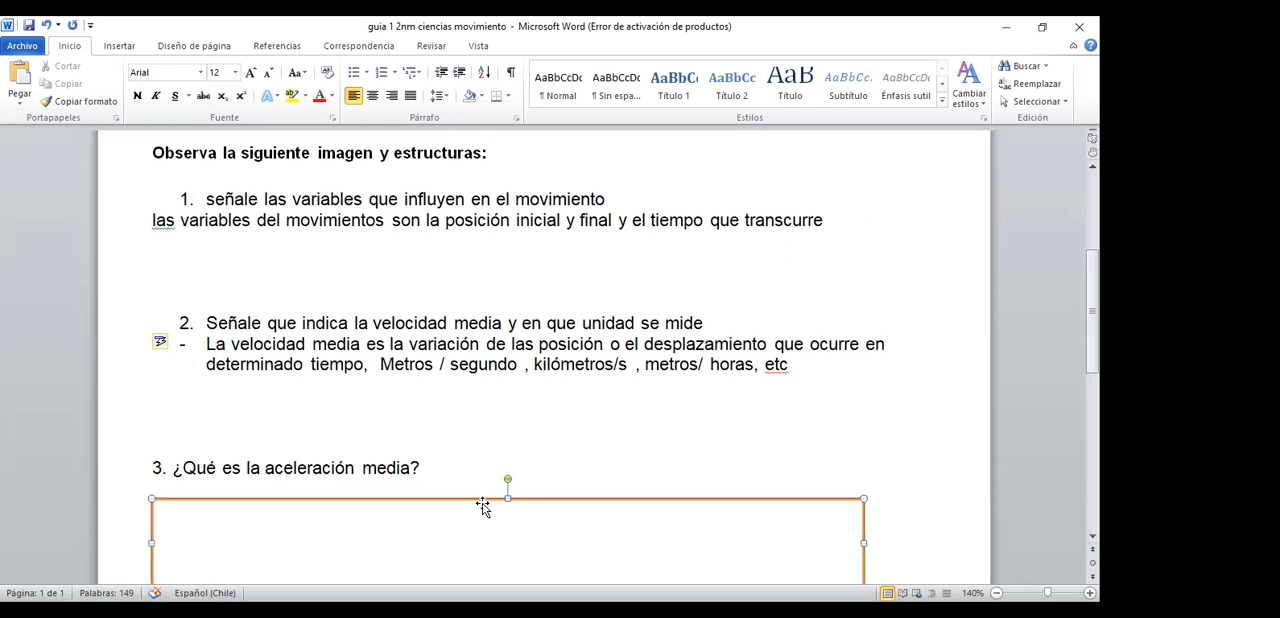 guia 1 2nm ciencias movimiento - Microsoft Word (Error de activación de productos)
Archivo Inicio Insertar Diseño de página Referencias Correspondencia Revisar Vista
Pegar
Cortar
Copiar
Copiar formato
Portapapeles
Arial 12
N K S abc x₂ x²
Fuente
Párrafo
AaBbCcDc AaBbCcDc AaBbC AaBbCc AaB AaBbCc. AaBbCcDi
¶ Normal ¶ Sin espa... Título 1 Título 2 Título Subtítulo Énfasis sutil
Cambiar estilos
Estilos
Buscar
Reemplazar
Seleccionar
Edición
Observa la siguiente imagen y estructuras:
1. señale las variables que influyen en el movimiento
las variables del movimientos son la posición inicial y final y el tiempo que transcurre
2. Señale que indica la velocidad media y en que unidad se mide
- La velocidad media es la variación de las posición o el desplazamiento que ocurre en
determinado tiempo, Metros / segundo , kilómetros/s , metros/ horas, etc
3. ¿Qué es la aceleración media?
Página: 1 de 1 Palabras: 149 Español (Chile) 140%